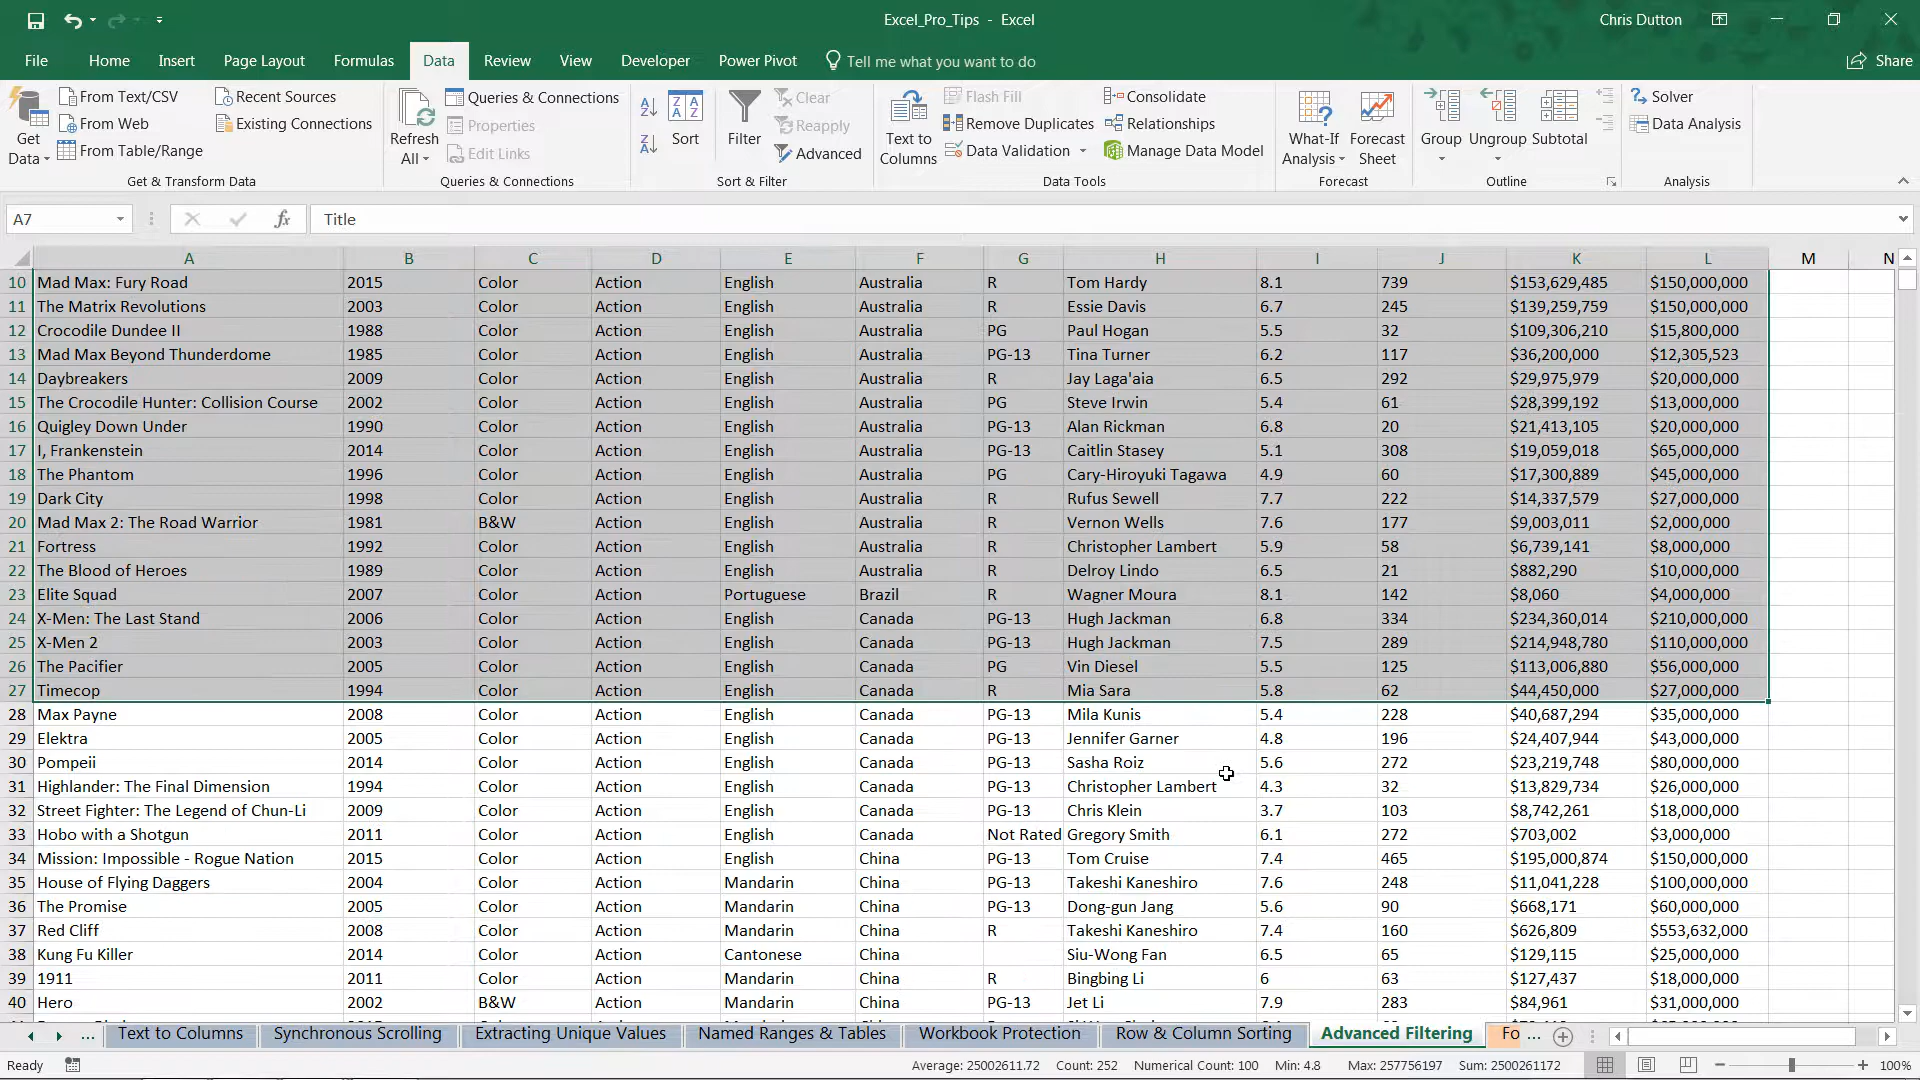 Excel_Pro_Tips - Excel
Chris Dutton
File Home Insert Page Layout Formulas Data Review View Developer Power Pivot Tell me what you want to do Share
Get Data
From Text/CSV
From Web
From Table/Range
Recent Sources
Existing Connections
Get & Transform Data
Refresh All
Queries & Connections
Properties
Edit Links
Queries & Connections
Sort
Filter
Clear
Reapply
Advanced
Sort & Filter
Text to Columns
Flash Fill
Remove Duplicates
Data Validation
Consolidate
Relationships
Manage Data Model
Data Tools
What-If Analysis
Forecast Sheet
Forecast
Group
Ungroup
Subtotal
Outline
Solver
Data Analysis
Analysis
A7 fx Title
A B C D E F G H I J K L M N
10 Mad Max: Fury Road 2015 Color Action English Australia R Tom Hardy 8.1 739 $153,629,485 $150,000,000
11 The Matrix Revolutions 2003 Color Action English Australia R Essie Davis 6.7 245 $139,259,759 $150,000,000
12 Crocodile Dundee II 1988 Color Action English Australia PG Paul Hogan 5.5 32 $109,306,210 $15,800,000
13 Mad Max Beyond Thunderdome 1985 Color Action English Australia PG-13 Tina Turner 6.2 117 $36,200,000 $12,305,523
14 Daybreakers 2009 Color Action English Australia R Jay Laga'aia 6.5 292 $29,975,979 $20,000,000
15 The Crocodile Hunter: Collision Course 2002 Color Action English Australia PG Steve Irwin 5.4 61 $28,399,192 $13,000,000
16 Quigley Down Under 1990 Color Action English Australia PG-13 Alan Rickman 6.8 20 $21,413,105 $20,000,000
17 I, Frankenstein 2014 Color Action English Australia PG-13 Caitlin Stasey 5.1 308 $19,059,018 $65,000,000
18 The Phantom 1996 Color Action English Australia PG Cary-Hiroyuki Tagawa 4.9 60 $17,300,889 $45,000,000
19 Dark City 1998 Color Action English Australia R Rufus Sewell 7.7 222 $14,337,579 $27,000,000
20 Mad Max 2: The Road Warrior 1981 B&W Action English Australia R Vernon Wells 7.6 177 $9,003,011 $2,000,000
21 Fortress 1992 Color Action English Australia R Christopher Lambert 5.9 58 $6,739,141 $8,000,000
22 The Blood of Heroes 1989 Color Action English Australia R Delroy Lindo 6.5 21 $882,290 $10,000,000
23 Elite Squad 2007 Color Action Portuguese Brazil R Wagner Moura 8.1 142 $8,060 $4,000,000
24 X-Men: The Last Stand 2006 Color Action English Canada PG-13 Hugh Jackman 6.8 334 $234,360,014 $210,000,000
25 X-Men 2 2003 Color Action English Canada PG-13 Hugh Jackman 7.5 289 $214,948,780 $110,000,000
26 The Pacifier 2005 Color Action English Canada PG Vin Diesel 5.5 125 $113,006,880 $56,000,000
27 Timecop 1994 Color Action English Canada R Mia Sara 5.8 62 $44,450,000 $27,000,000
28 Max Payne 2008 Color Action English Canada PG-13 Mila Kunis 5.4 228 $40,687,294 $35,000,000
29 Elektra 2005 Color Action English Canada PG-13 Jennifer Garner 4.8 196 $24,407,944 $43,000,000
30 Pompeii 2014 Color Action English Canada PG-13 Sasha Roiz 5.6 272 $23,219,748 $80,000,000
31 Highlander: The Final Dimension 1994 Color Action English Canada PG-13 Christopher Lambert 4.3 32 $13,829,734 $26,000,000
32 Street Fighter: The Legend of Chun-Li 2009 Color Action English Canada PG-13 Chris Klein 3.7 103 $8,742,261 $18,000,000
33 Hobo with a Shotgun 2011 Color Action English Canada Not Rated Gregory Smith 6.1 272 $703,002 $3,000,000
34 Mission: Impossible - Rogue Nation 2015 Color Action English China PG-13 Tom Cruise 7.4 465 $195,000,874 $150,000,000
35 House of Flying Daggers 2004 Color Action Mandarin China PG-13 Takeshi Kaneshiro 7.6 248 $11,041,228 $100,000,000
36 The Promise 2005 Color Action Mandarin China PG-13 Dong-gun Jang 5.6 90 $668,171 $60,000,000
37 Red Cliff 2008 Color Action Mandarin China R Takeshi Kaneshiro 7.4 160 $626,809 $553,632,000
38 Kung Fu Killer 2014 Color Action Cantonese China Siu-Wong Fan 6.5 65 $129,115 $25,000,000
39 1911 2011 Color Action Mandarin China R Bingbing Li 6 63 $127,437 $18,000,000
40 Hero 2002 B&W Action Mandarin China PG-13 Jet Li 7.9 283 $84,961 $31,000,000
... Text to Columns Synchronous Scrolling Extracting Unique Values Named Ranges & Tables Workbook Protection Row & Column Sorting Advanced Filtering Fo ...
Ready Average: 25002611.72 Count: 252 Numerical Count: 100 Min: 4.8 Max: 257756197 Sum: 2500261172 100%